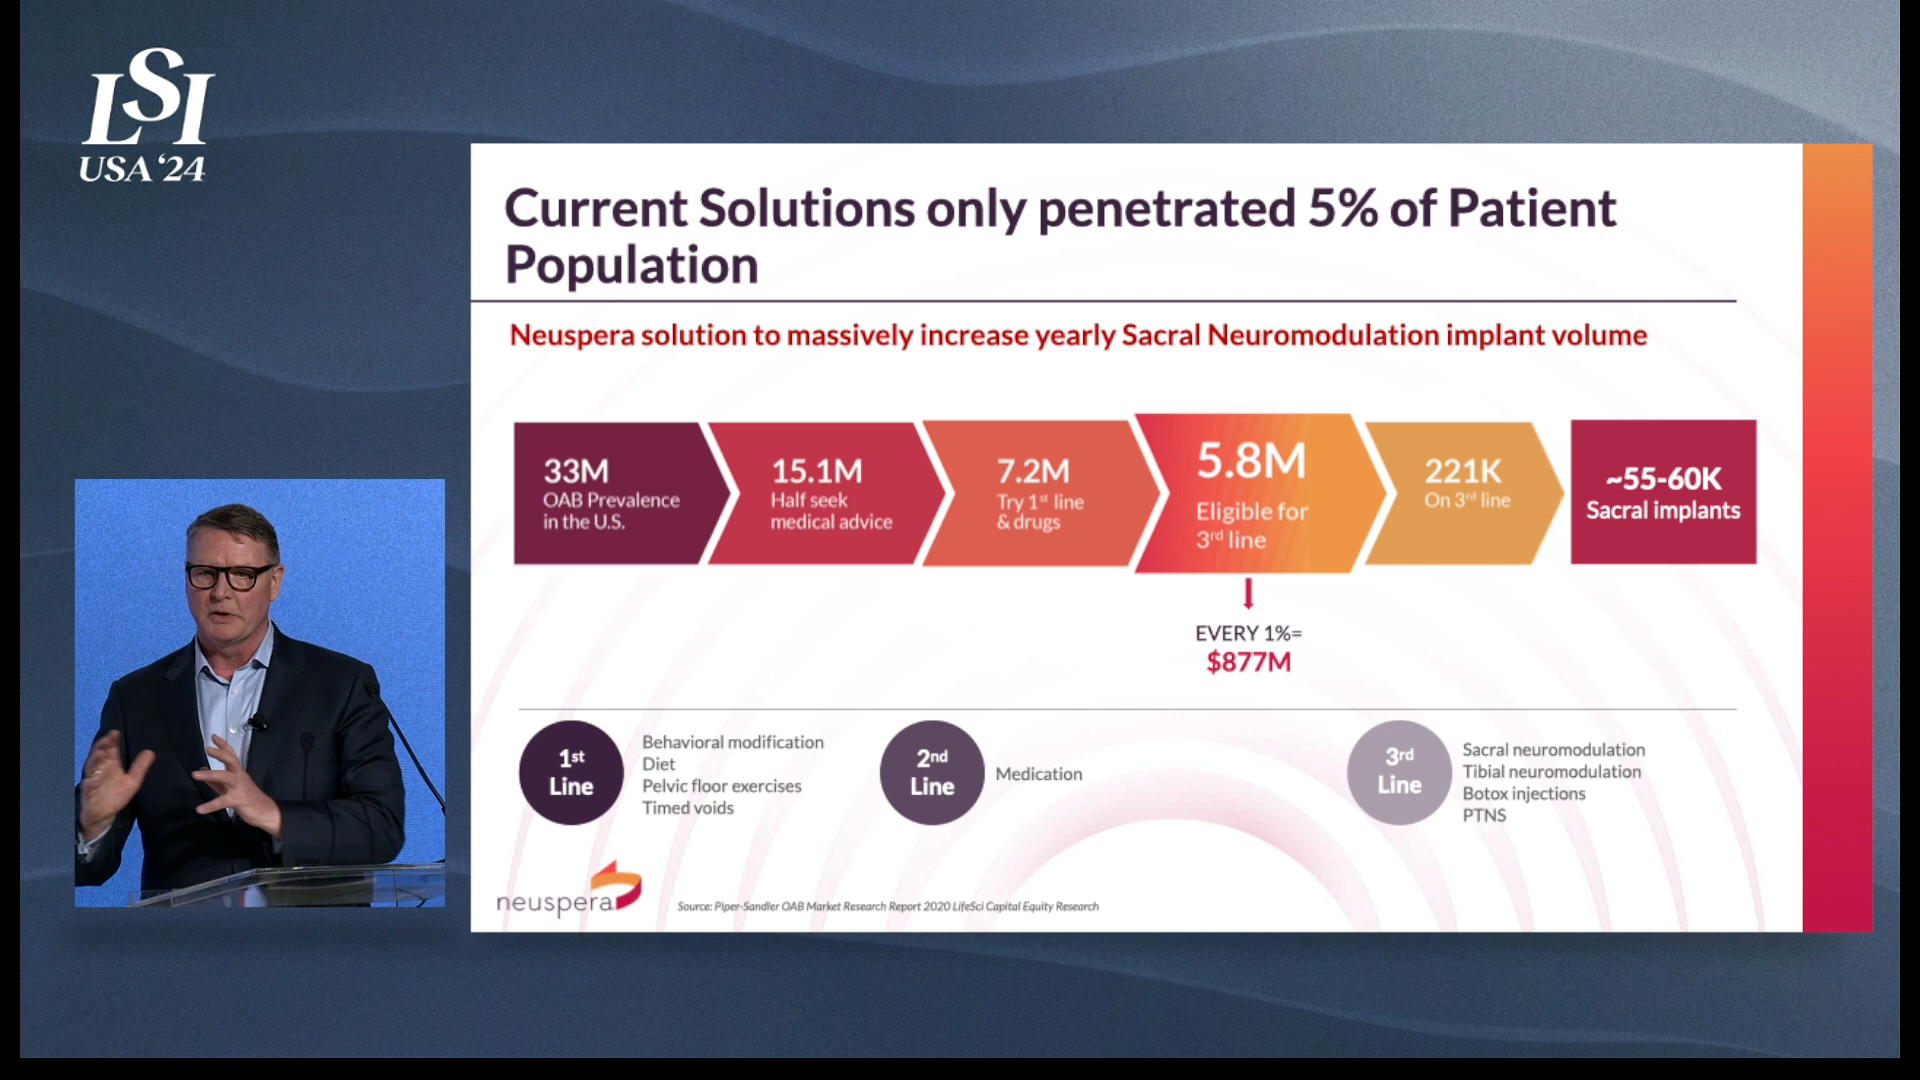 LSI
USA '24
Current Solutions only penetrated 5% of Patient
Population
Neuspera solution to massively increase yearly Sacral Neuromodulation implant volume
33M
OAB Prevalence
in the U.S.
15.1M
Half seek
medical advice
7.2M
Try 1st line
& drugs
5.8M
Eligible for
3rd line
221K
On 3rd line
~55-60K
Sacral implants
EVERY 1%=
$877M
1st
Line
Behavioral modification
Diet
Pelvic floor exercises
Timed voids
2nd
Line
Medication
3rd
Line
Sacral neuromodulation
Tibial neuromodulation
Botox injections
PTNS
neuspera
Source: Piper-Sandler OAB Market Research Report 2020 LifeSci Capital Equity Research